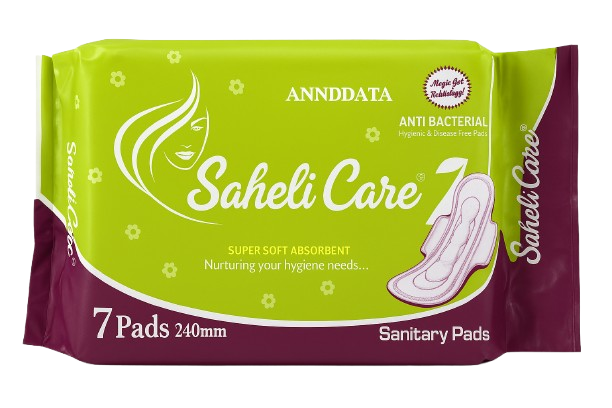 ANNDDATA
Magic Gel
ANTI BACTERIAL
Hygienic & Disease Free Pads
Saheli Care® 7
SUPER SOFT ABSORBENT
Nurturing your hygiene needs...
7 Pads 240mm
Sanitary Pads
Saheli Care
Saheli Care